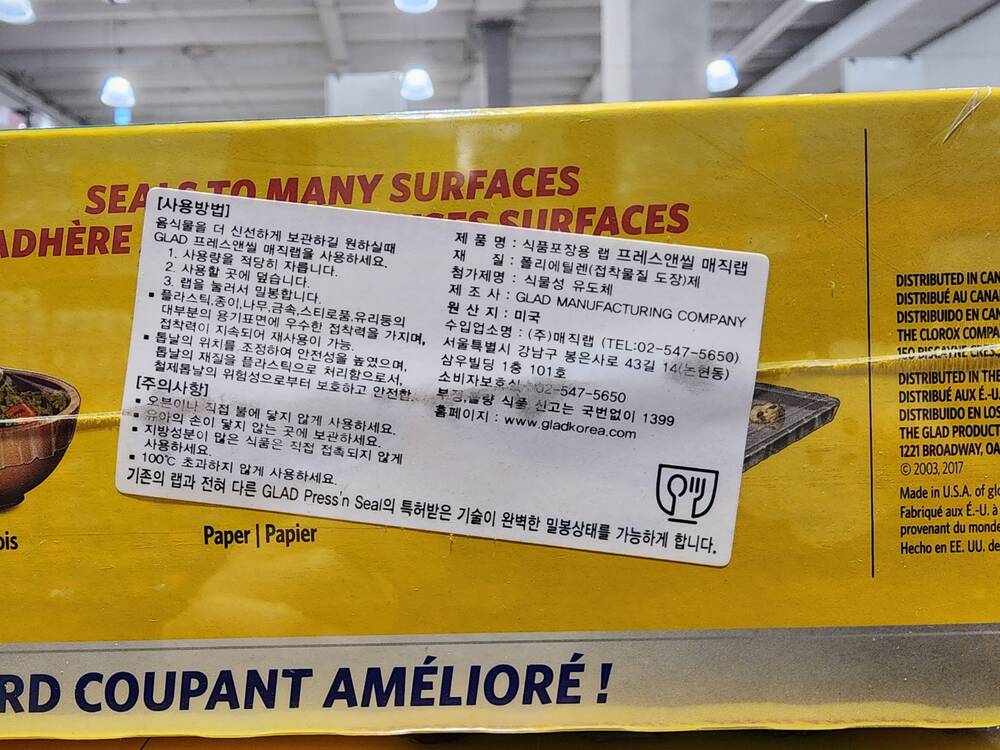 SEALS TO MANY SURFACES
ADHÈRE
SURFACES
[사용방법]
음식물을 더 신선하게 보관하길 원하실때
GLAD 프레스앤씰 매직랩을 사용하세요.
1. 사용량을 적당히 자릅니다.
2. 사용할 곳에 덮습니다.
3. 랩을 눌러서 밀봉합니다.
▪ 플라스틱,종이,나무,금속,스티로폼,유리등의
대부분의 용기표면에 우수한 접착력을 가지며,
접착력이 지속되어 재사용이 가능.
▪ 톱날의 위치를 조정하여 안전성을 높였으며,
톱날의 재질을 플라스틱으로 처리함으로서,
철제톱날의 위험성으로부터 보호하고 안전함.
[주의사항]
▪ 오븐이나 직접 불에 닿지 않게 사용하세요.
▪ 유아의 손이 닿지 않는 곳에 보관하세요.
▪ 지방성분이 많은 식품은 직접 접촉되지 않게
사용하세요.
▪ 100℃ 초과하지 않게 사용하세요.
기존의 랩과 전혀 다른 GLAD Press'n Seal의 특허받은 기술이 완벽한 밀봉상태를 가능하게 합니다.
제 품 명 : 식품포장용 랩 프레스앤씰 매직랩
재 질 : 폴리에틸렌(접착물질 도장)제
첨가제명 : 식물성 유도체
제 조 사 : GLAD MANUFACTURING COMPANY
원 산 지 : 미국
수입업소명 : (주)매직랩 (TEL:02-547-5650)
서울특별시 강남구 봉은사로 43길 14(논현동)
삼우빌딩 1층 101호
소비자보호실 : 02-547-5650
부정,불량 식품 신고는 국번없이 1399
홈페이지 : www.gladkorea.com
ois
Paper | Papier
RD COUPANT AMÉLIORÉ !
DISTRIBUTED IN CAN
DISTRIBUÉ AU CANA
DISTRIBUIDO EN CAN
THE CLOROX COMPA
150 BISCAYNE CRES
DISTRIBUTED IN THE
DISTRIBUÉ AUX É.-U.
DISTRIBUIDO EN LOS
THE GLAD PRODUCT
1221 BROADWAY, OA
© 2003, 2017
Made in U.S.A. of glo
Fabriqué aux É.-U. à
provenant du monde
Hecho en EE. UU. de